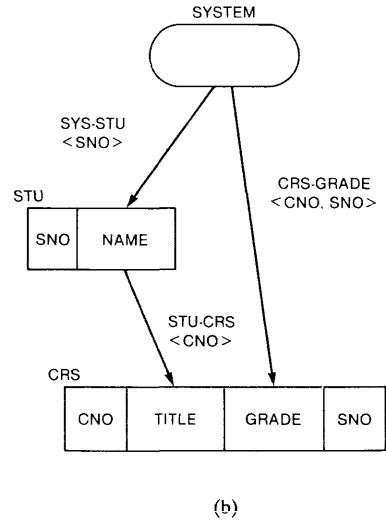 SYSTEM
SYS-STU
<SNO>
CRS-GRADE
<CNO, SNO>
STU
SNO
NAME
STU-CRS
<CNO>
CRS
CNO
TITLE
GRADE
SNO
(b)